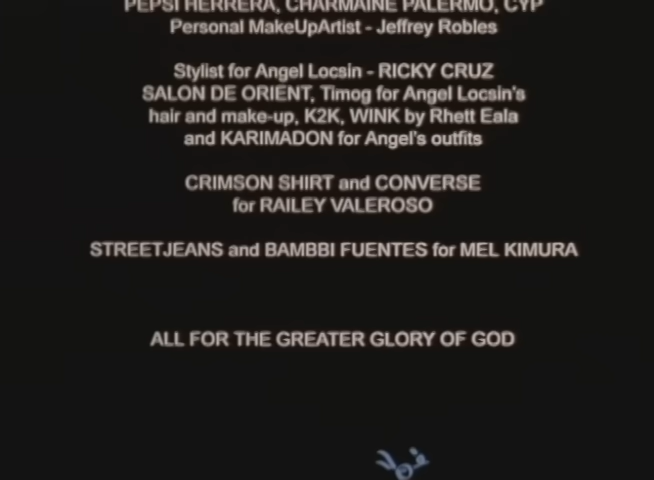 PEPSI HERRERA, CHARMAINE PALERMO, CYP
Personal MakeUpArtist - Jeffrey Robles
Stylist for Angel Locsin - RICKY CRUZ
SALON DE ORIENT, Timog for Angel Locsin's
hair and make-up, K2K, WINK by Rhett Eala
and KARIMADON for Angel's outfits
CRIMSON SHIRT and CONVERSE
for RAILEY VALEROSO
STREETJEANS and BAMBBI FUENTES for MEL KIMURA
ALL FOR THE GREATER GLORY OF GOD